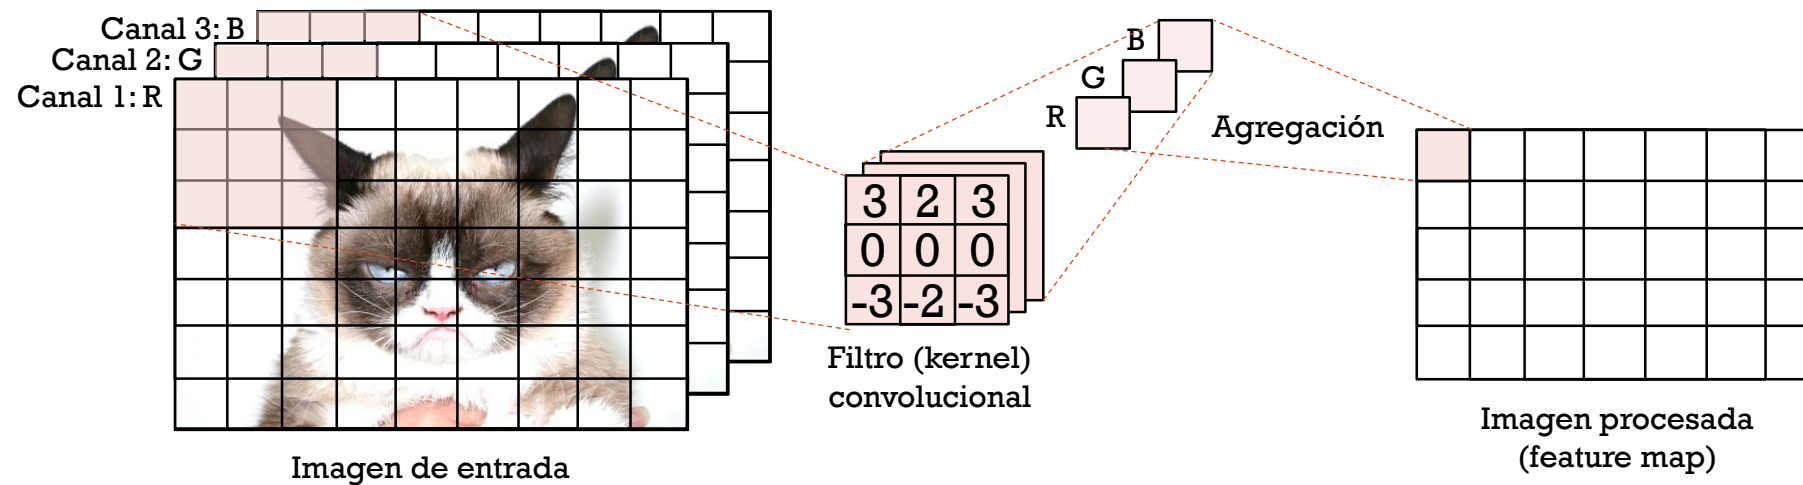 Canal 3: B
Canal 2: G
Canal 1: R
B
G
R
Agregación
3 2 3
0 0 0
-3 -2 -3
Filtro (kernel)
convolucional
Imagen procesada
(feature map)
Imagen de entrada